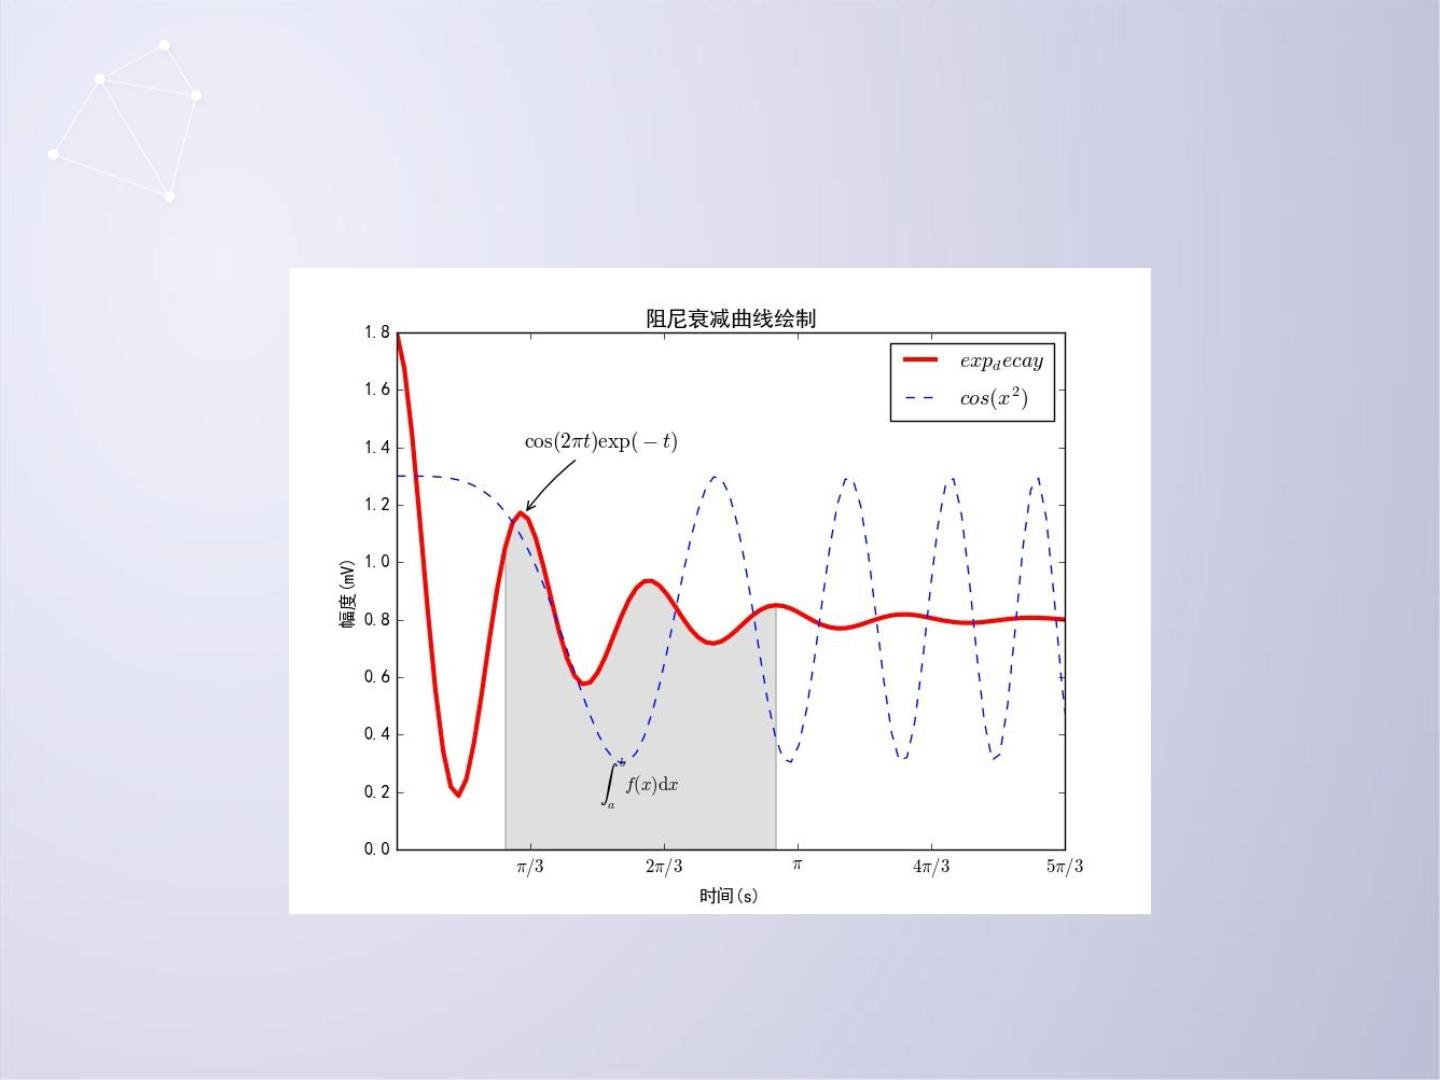 阻尼衰减曲线绘制
1.8
1.6
1.4
1.2
1.0
0.8
0.6
0.4
0.2
0.0
幅度(mV)
exp_decay
cos(x²)
cos(2πt)exp(−t)
∫ₐᵇ f(x)dx
π/3 2π/3 π 4π/3 5π/3
时间(s)